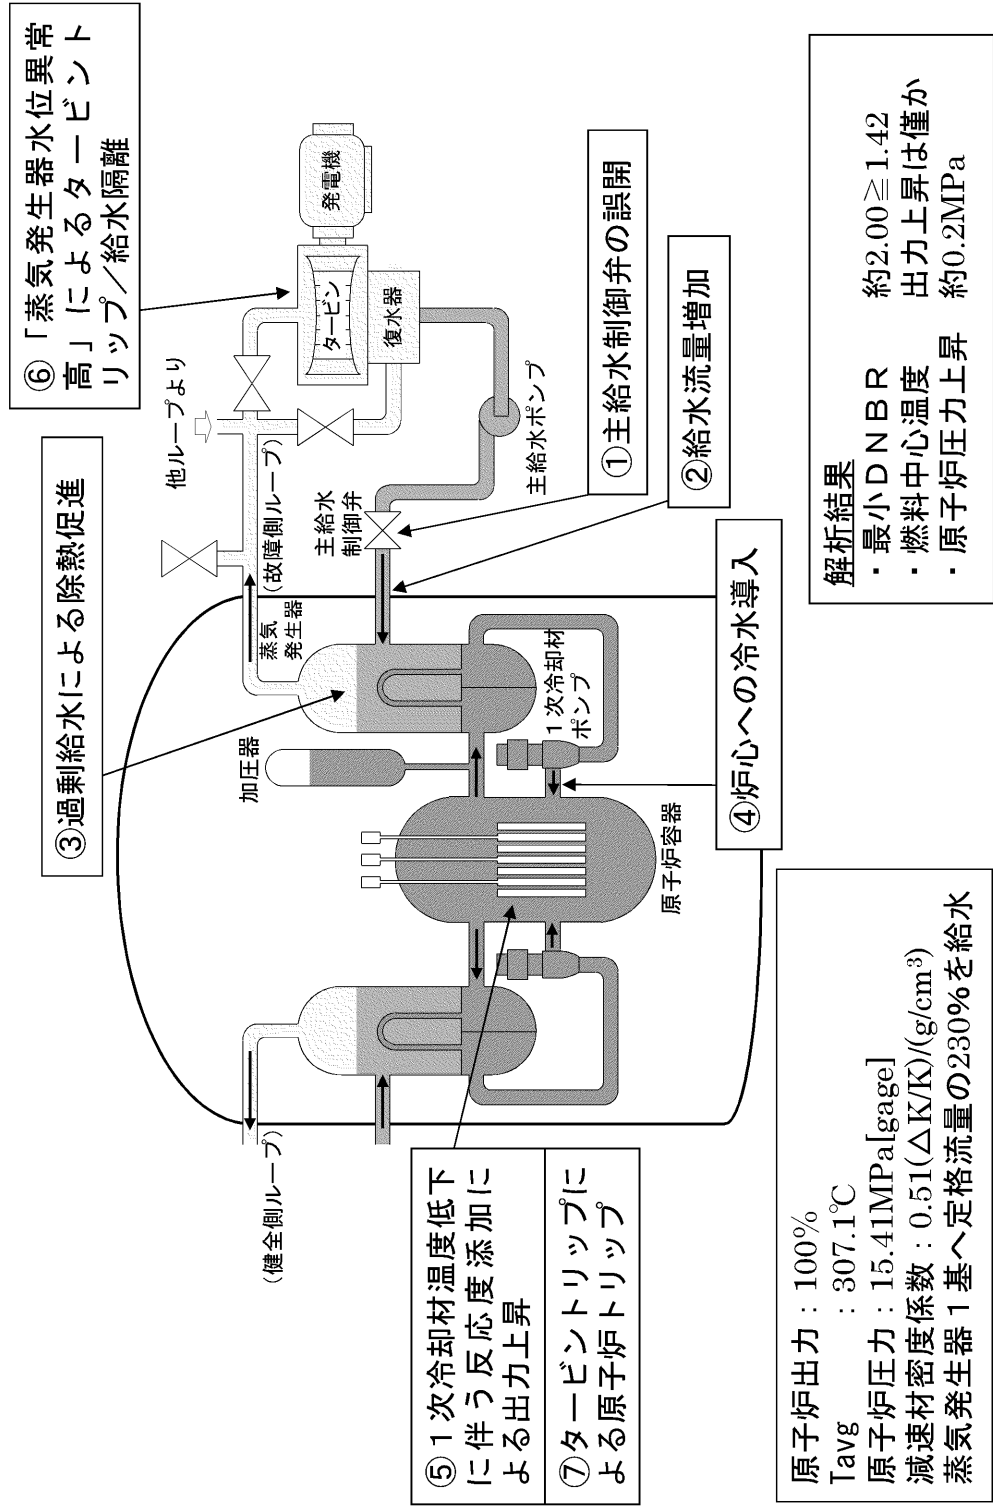 ⑥「蒸気発生器水位異常
高」によるタービント
リップ／給水隔離
③過剰給水による除熱促進
他ループより
タービン
発電機
復水器
(故障側ループ)
主給水
制御弁
主給水ポンプ
①主給水制御弁の誤開
②給水流量増加
蒸気
発生器
加圧器
1次冷却材
ポンプ
④炉心への冷水導入
原子炉容器
(健全側ループ)
⑤1次冷却材温度低下
に伴う反応度添加に
よる出力上昇
⑦タービントリップに
よる原子炉トリップ
原子炉出力：100%
Tavg ：307.1℃
原子炉圧力：15.41MPa[gage]
減速材密度係数：0.51(△K/K)/(g/cm³)
蒸気発生器1基へ定格流量の230%を給水
解析結果
・最小DNBR 約2.00≧1.42
・燃料中心温度 出力上昇は僅か
・原子炉圧力上昇 約0.2MPa